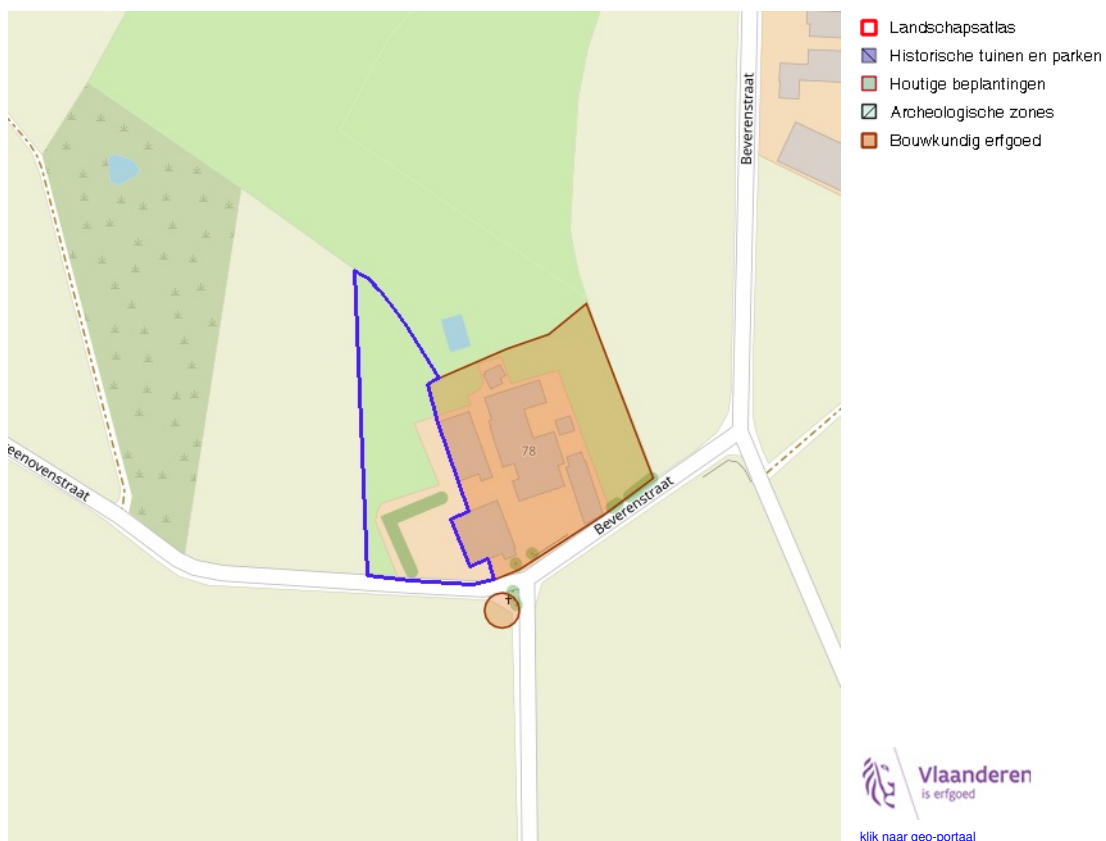 Landschapsatlas
Historische tuinen en parken
Houtige beplantingen
Archeologische zones
Bouwkundig erfgoed
Beverenstraat
78
Beverenstraat
eenovenstraat
Vlaanderen
is erfgoed
klik naar geo-portaal